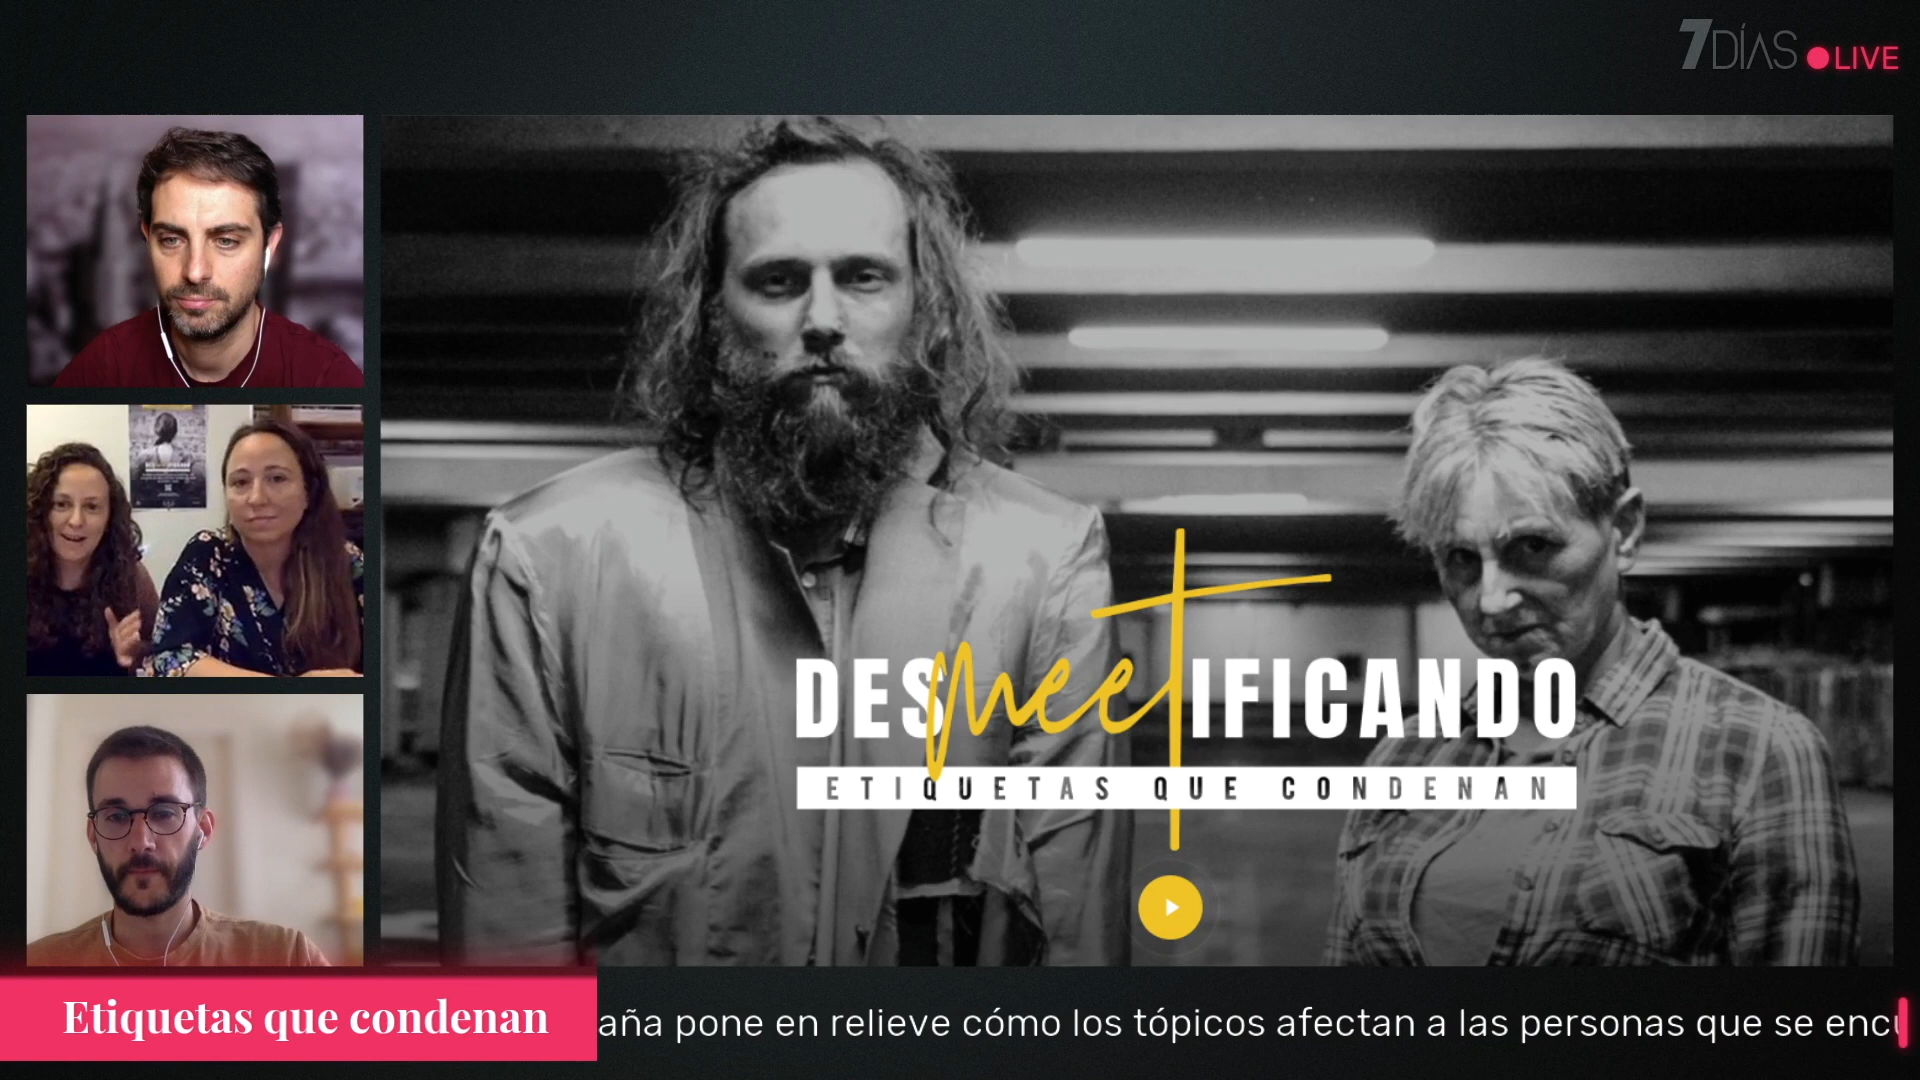 7DÍAS LIVE
DESmeetIFICANDO
ETIQUETAS QUE CONDENAN
Etiquetas que condenan
aña pone en relieve cómo los tópicos afectan a las personas que se encu